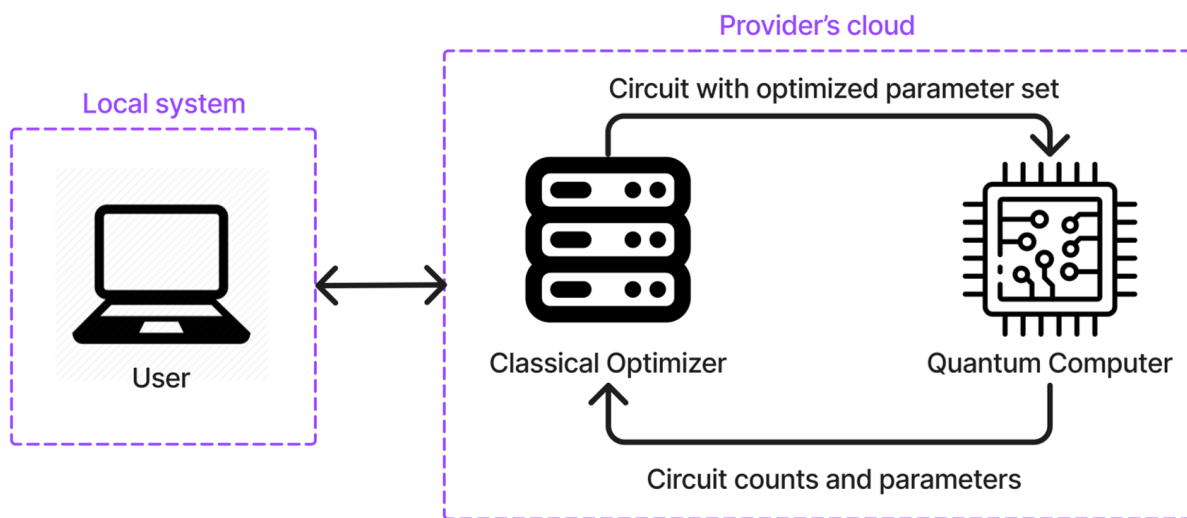 Provider’s cloud
Local system
Circuit with optimized parameter set
User
Classical Optimizer
Quantum Computer
Circuit counts and parameters